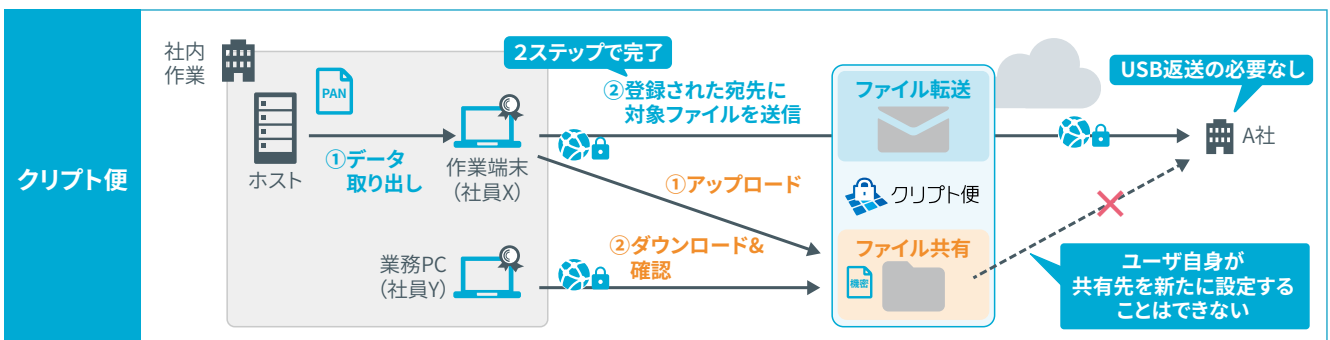 クリプト便
社内
作業
PAN
ホスト
①データ
取り出し
作業端末
(社員X)
業務PC
(社員Y)
2ステップで完了
②登録された宛先に
対象ファイルを送信
①アップロード
②ダウンロード&
確認
ファイル転送
クリプト便
ファイル共有
機密
USB返送の必要なし
A社
ユーザ自身が
共有先を新たに設定する
ことはできない